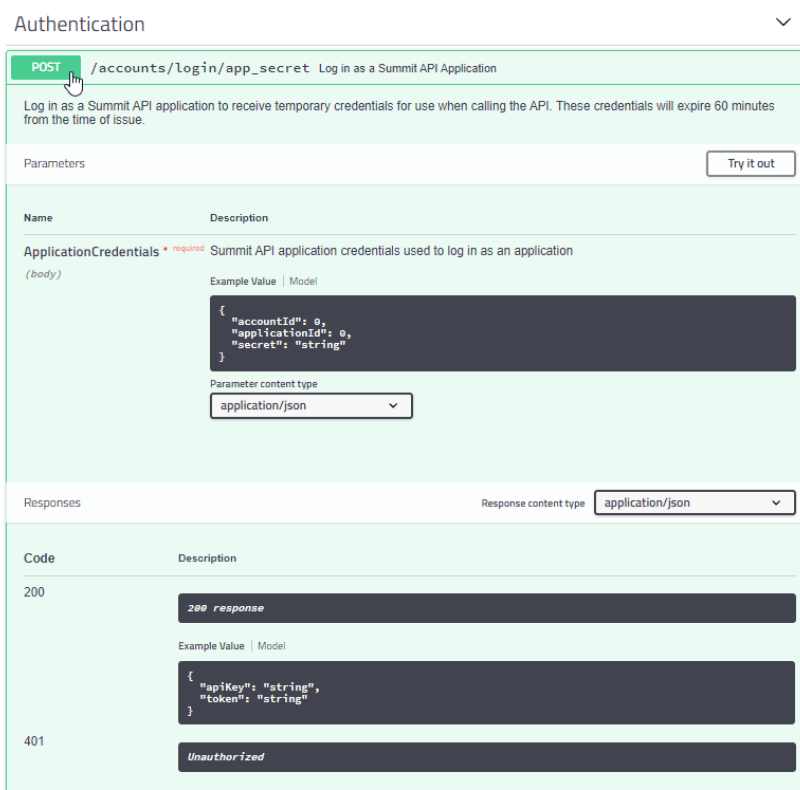 Authentication
POST /accounts/login/app_secret Log in as a Summit API Application
Log in as a Summit API application to receive temporary credentials for use when calling the API. These credentials will expire 60 minutes
from the time of issue.
Parameters Try it out
Name Description
ApplicationCredentials * required Summit API application credentials used to log in as an application
(body)
Example Value Model
{
"accountId": 0,
"applicationId": 0,
"secret": "string"
}
Parameter content type
application/json
Responses Response content type application/json
Code Description
200
200 response
Example Value Model
{
"apiKey": "string",
"token": "string"
}
401
Unauthorized